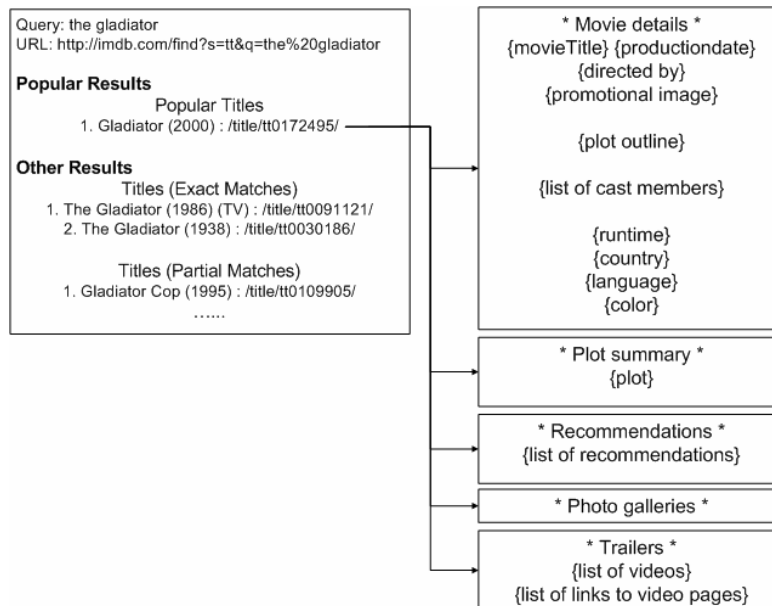 Query: the gladiator
URL: http://imdb.com/find?s=tt&q=the%20gladiator
Popular Results
Popular Titles
1. Gladiator (2000) : /title/tt0172495/
Other Results
Titles (Exact Matches)
1. The Gladiator (1986) (TV) : /title/tt0091121/
2. The Gladiator (1938) : /title/tt0030186/
Titles (Partial Matches)
1. Gladiator Cop (1995) : /title/tt0109905/
......
* Movie details *
{movieTitle} {productiondate}
{directed by}
{promotional image}
{plot outline}
{list of cast members}
{runtime}
{country}
{language}
{color}
* Plot summary *
{plot}
* Recommendations *
{list of recommendations}
* Photo galleries *
* Trailers *
{list of videos}
{list of links to video pages}